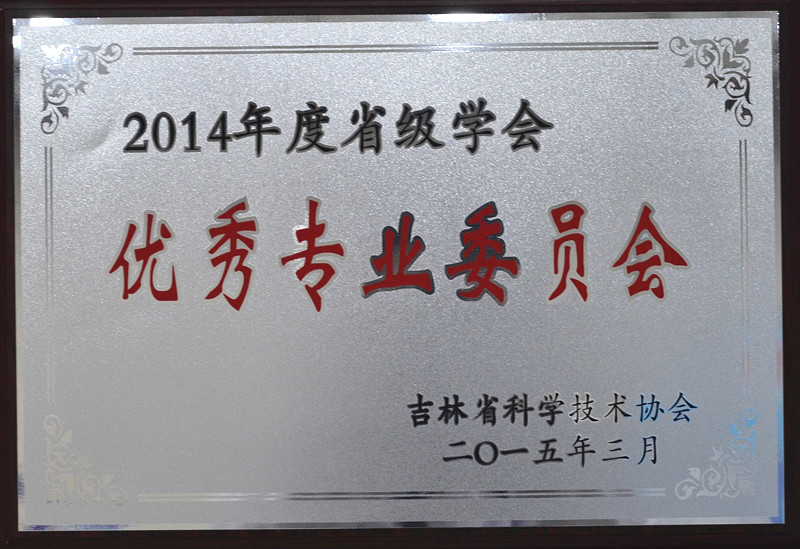 2014年度省级学会
优秀专业委员会
吉林省科学技术协会
二〇一五年三月